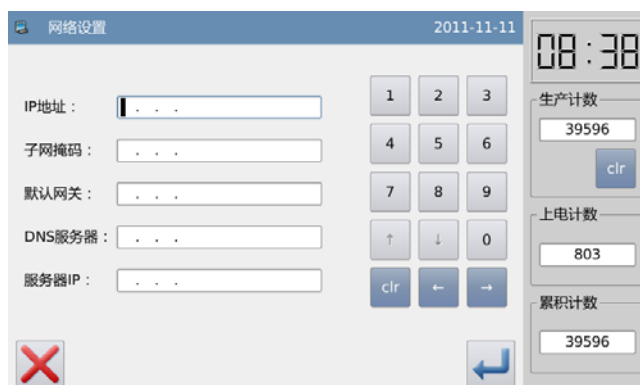 网络设置 2011-11-11
08:38
IP地址：
. . .
子网掩码：
. . .
默认网关：
. . .
DNS服务器：
. . .
服务器IP：
. . .
1 2 3
4 5 6
7 8 9
↑ ↓ 0
clr ← →
生产计数
39596
clr
上电计数
803
累积计数
39596